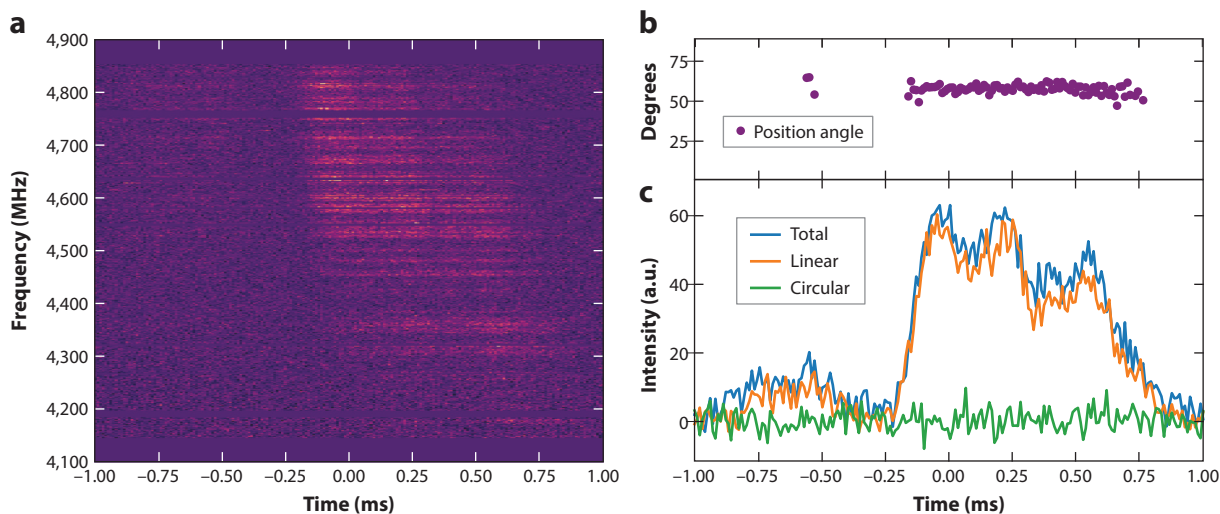 a
4,900
4,800
4,700
4,600
4,500
4,400
4,300
4,200
4,100
Frequency (MHz)
−1.00 −0.75 −0.50 −0.25 0.00 0.25 0.50 0.75 1.00
Time (ms)
b
75
50
25
Degrees
Position angle
c
60
40
20
0
Intensity (a.u.)
Total
Linear
Circular
−1.00 −0.75 −0.50 −0.25 0.00 0.25 0.50 0.75 1.00
Time (ms)